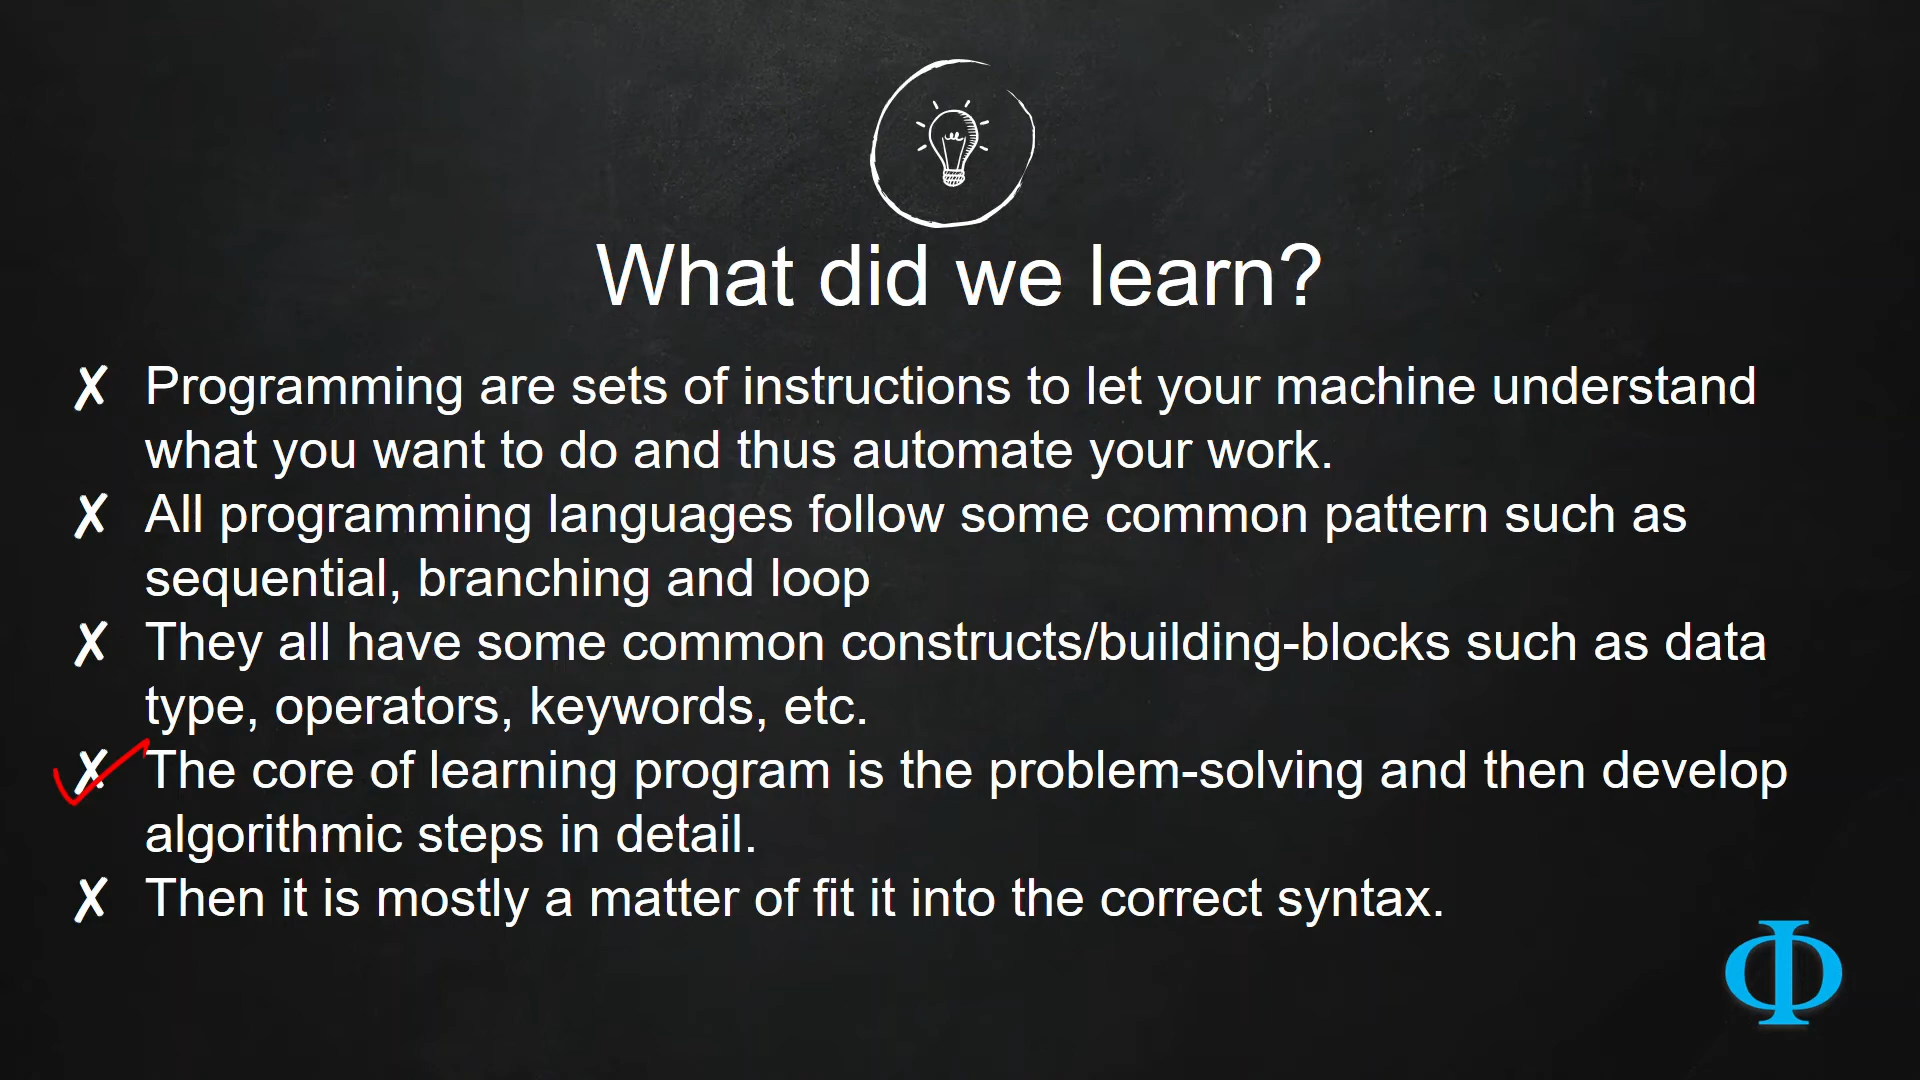 What did we learn?
✗ Programming are sets of instructions to let your machine understand
what you want to do and thus automate your work.
✗ All programming languages follow some common pattern such as
sequential, branching and loop
✗ They all have some common constructs/building-blocks such as data
type, operators, keywords, etc.
✗ The core of learning program is the problem-solving and then develop
algorithmic steps in detail.
✗ Then it is mostly a matter of fit it into the correct syntax.
Φ